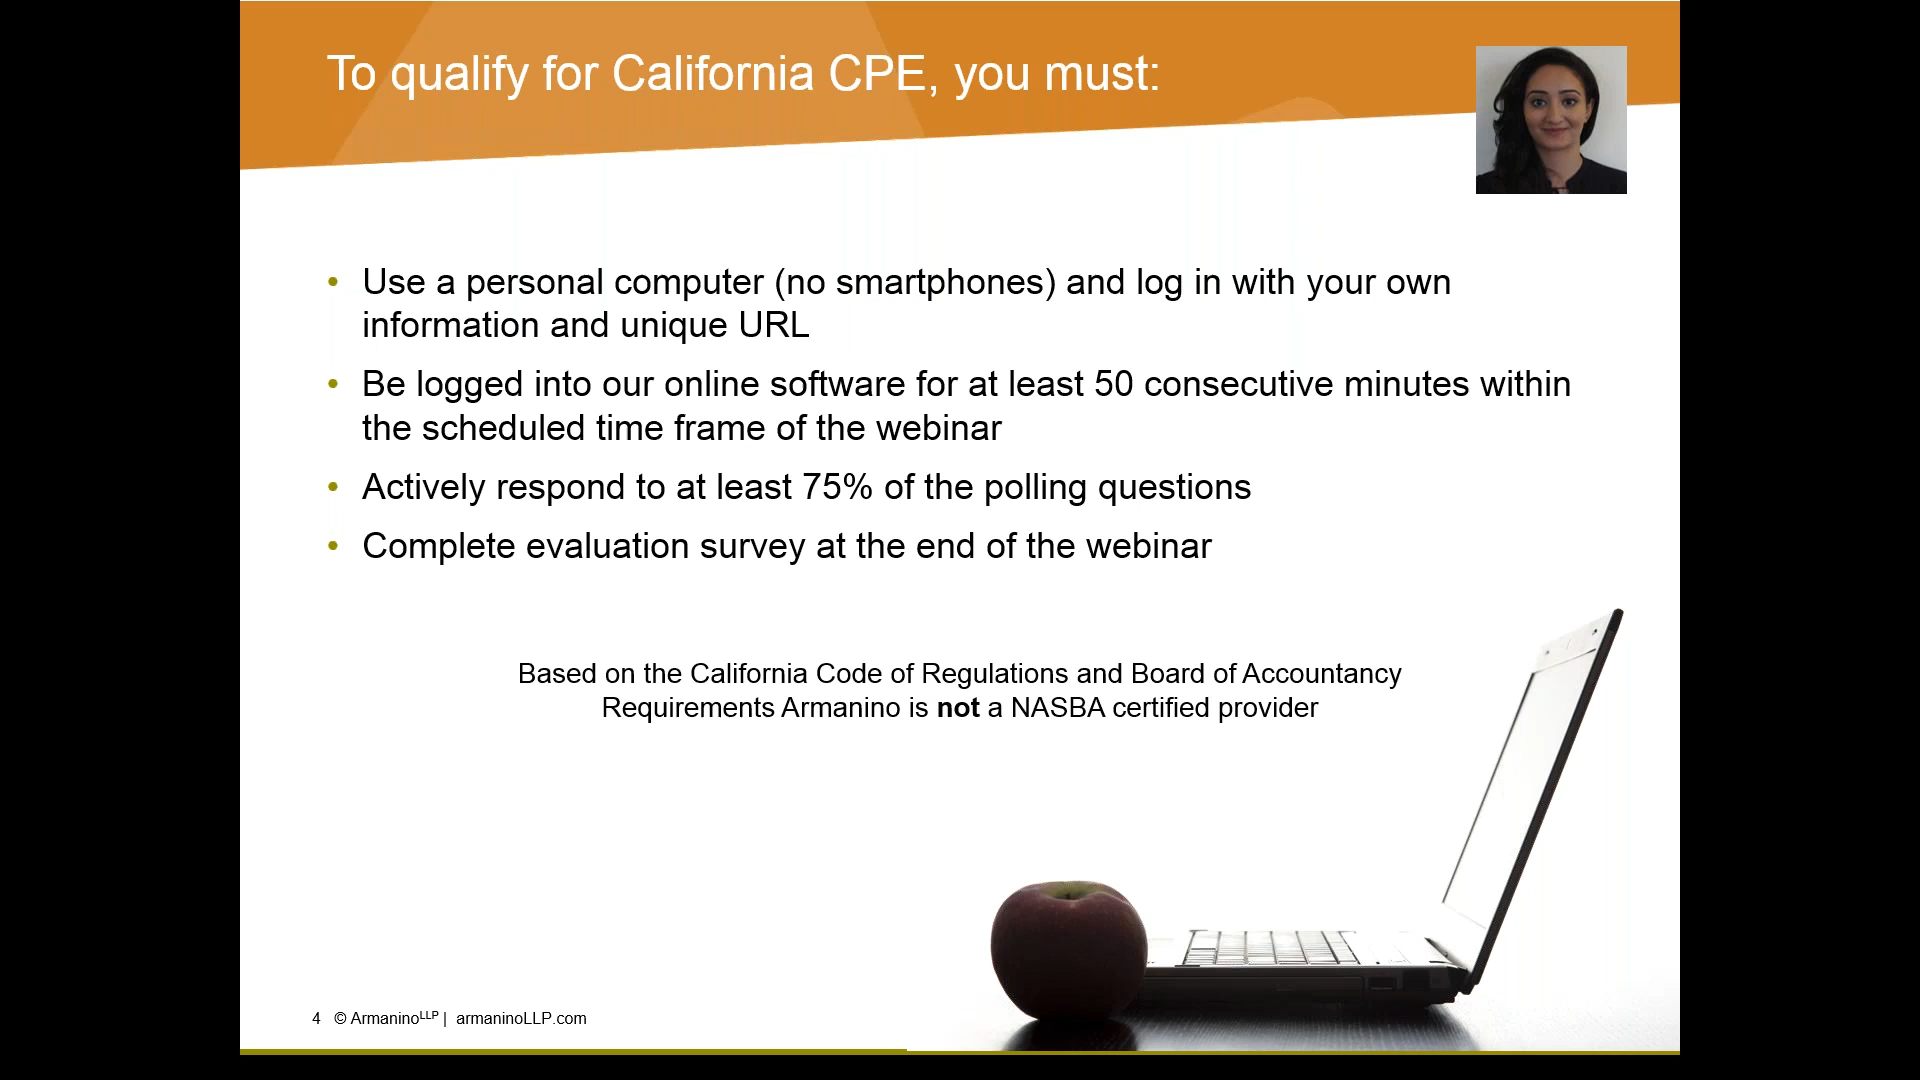 To qualify for California CPE, you must:
• Use a personal computer (no smartphones) and log in with your own
information and unique URL
• Be logged into our online software for at least 50 consecutive minutes within
the scheduled time frame of the webinar
• Actively respond to at least 75% of the polling questions
• Complete evaluation survey at the end of the webinar
Based on the California Code of Regulations and Board of Accountancy
Requirements Armanino is not a NASBA certified provider
4 © ArmaninoLLP | armaninoLLP.com